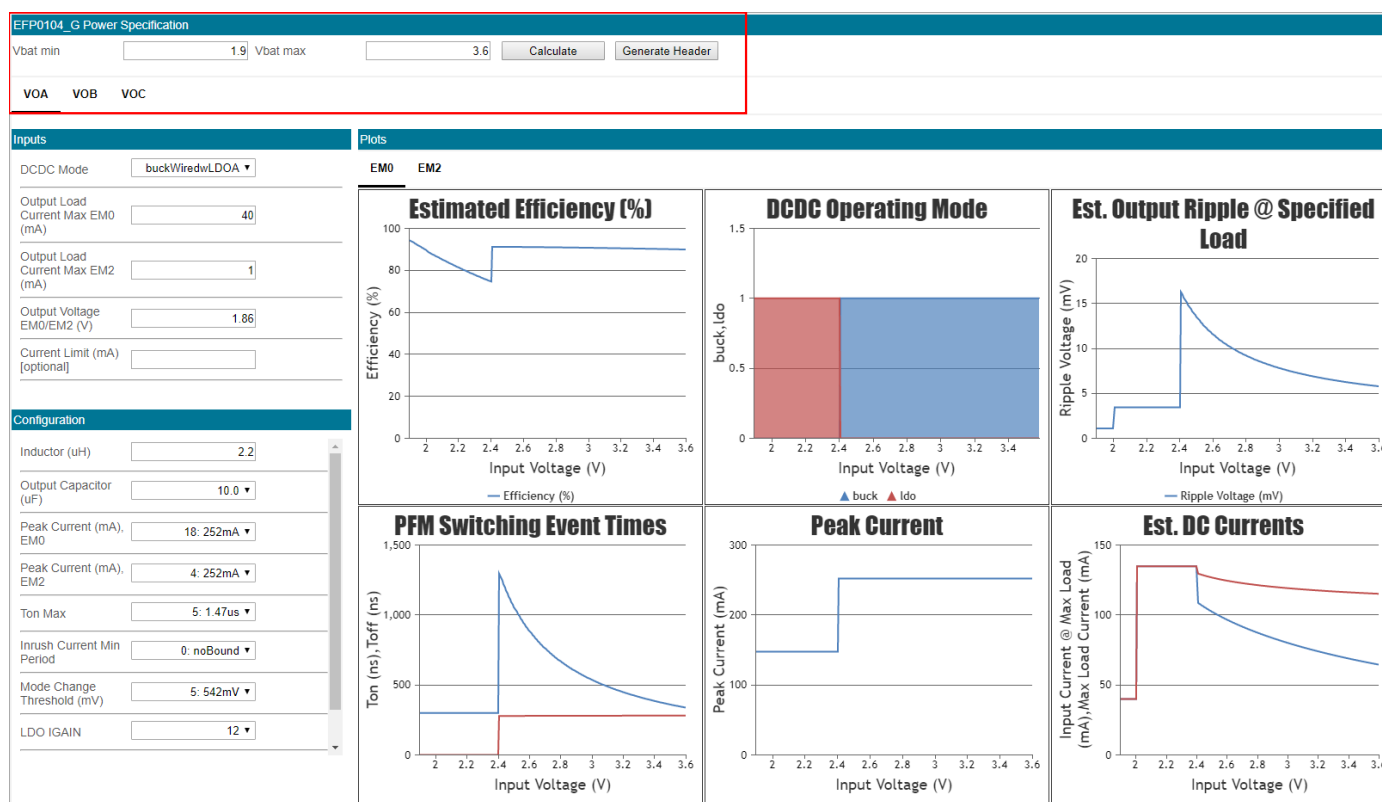 EFP0104_G Power Specification
Vbat min 1.9 Vbat max 3.6 Calculate Generate Header
VOA VOB VOC
Inputs
DCDC Mode buckWiredwLDOA
Output Load
Current Max EM0
(mA)
40
Output Load
Current Max EM2
(mA)
1
Output Voltage
EM0/EM2 (V)
1.86
Current Limit (mA)
[optional]
Configuration
Inductor (uH) 2.2
Output Capacitor
(uF)
10.0
Peak Current (mA),
EM0
18: 252mA
Peak Current (mA),
EM2
4: 252mA
Ton Max 5: 1.47us
Inrush Current Min
Period
0: noBound
Mode Change
Threshold (mV)
5: 542mV
LDO IGAIN 12
Plots
EM0 EM2
Estimated Efficiency (%)
100
80
60
40
20
0
Efficiency (%)
2 2.2 2.4 2.6 2.8 3 3.2 3.4 3.6
Input Voltage (V)
Efficiency (%)
DCDC Operating Mode
1.5
1
0.5
0
buck,ldo
2 2.2 2.4 2.6 2.8 3 3.2 3.4
Input Voltage (V)
buck ldo
Est. Output Ripple @ Specified
Load
20
15
10
5
0
Ripple Voltage (mV)
2 2.2 2.4 2.6 2.8 3 3.2 3.4 3.6
Input Voltage (V)
Ripple Voltage (mV)
PFM Switching Event Times
1,500
1,000
500
0
Ton (ns),Toff (ns)
2 2.2 2.4 2.6 2.8 3 3.2 3.4 3.6
Input Voltage (V)
Peak Current
300
200
100
0
Peak Current (mA)
2 2.2 2.4 2.6 2.8 3 3.2 3.4 3.6
Input Voltage (V)
Est. DC Currents
150
100
50
0
Input Current @ Max Load
(mA),Max Load Current (mA)
2 2.2 2.4 2.6 2.8 3 3.2 3.4 3.6
Input Voltage (V)